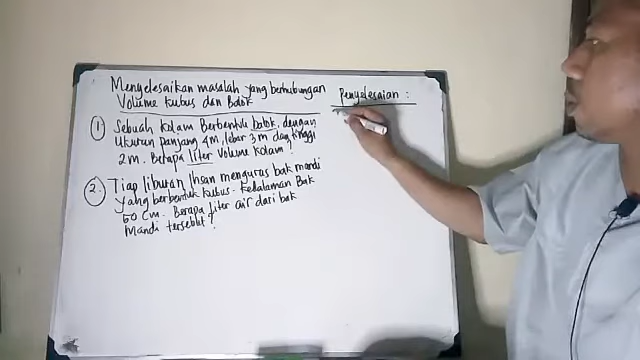 Menyelesaikan masalah yang berhubungan
Volume kubus dan Balok
Penyelesaian :
1 Sebuah kolam Berbentuk balok, dengan
Ukuran panjang 4m, lebar 3m dan tinggi
2m. Berapa liter Volume kolam ?
2. Tiap liburan Ihsan menguras bak mandi
yang berbentuk kubus. Kedalaman Bak
50 Cm. Berapa liter air dari bak
Mandi tersebut ?